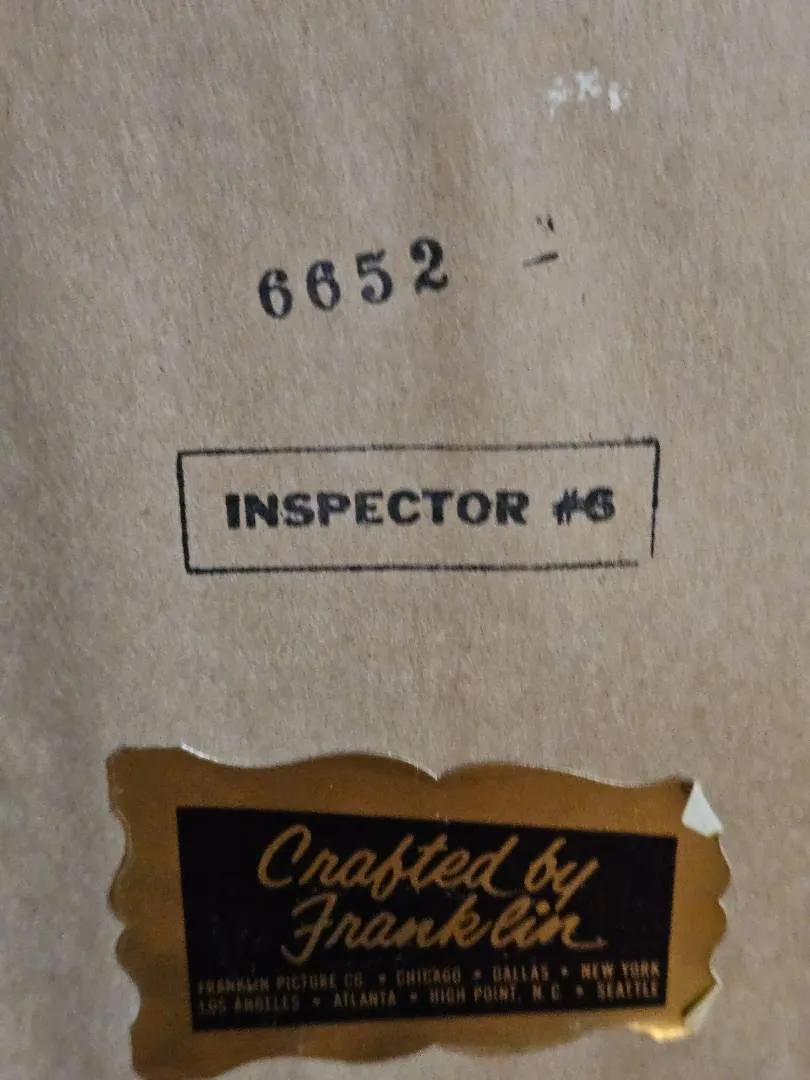 6652
INSPECTOR #6
Crafted by
Franklin
FRANKLIN PICTURE CO. • CHICAGO • DALLAS • NEW YORK
LOS ANGELES • ATLANTA • HIGH POINT, N.C. • SEATTLE